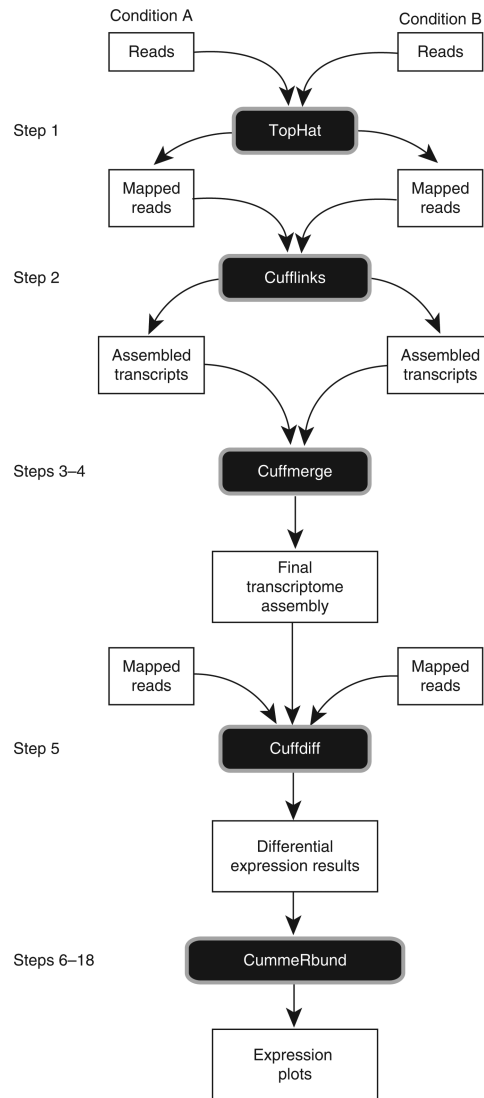 Condition A
Condition B
Reads
Reads
Step 1
TopHat
Mapped
reads
Mapped
reads
Step 2
Cufflinks
Assembled
transcripts
Assembled
transcripts
Steps 3–4
Cuffmerge
Final
transcriptome
assembly
Mapped
reads
Mapped
reads
Step 5
Cuffdiff
Differential
expression results
Steps 6–18
CummeRbund
Expression
plots